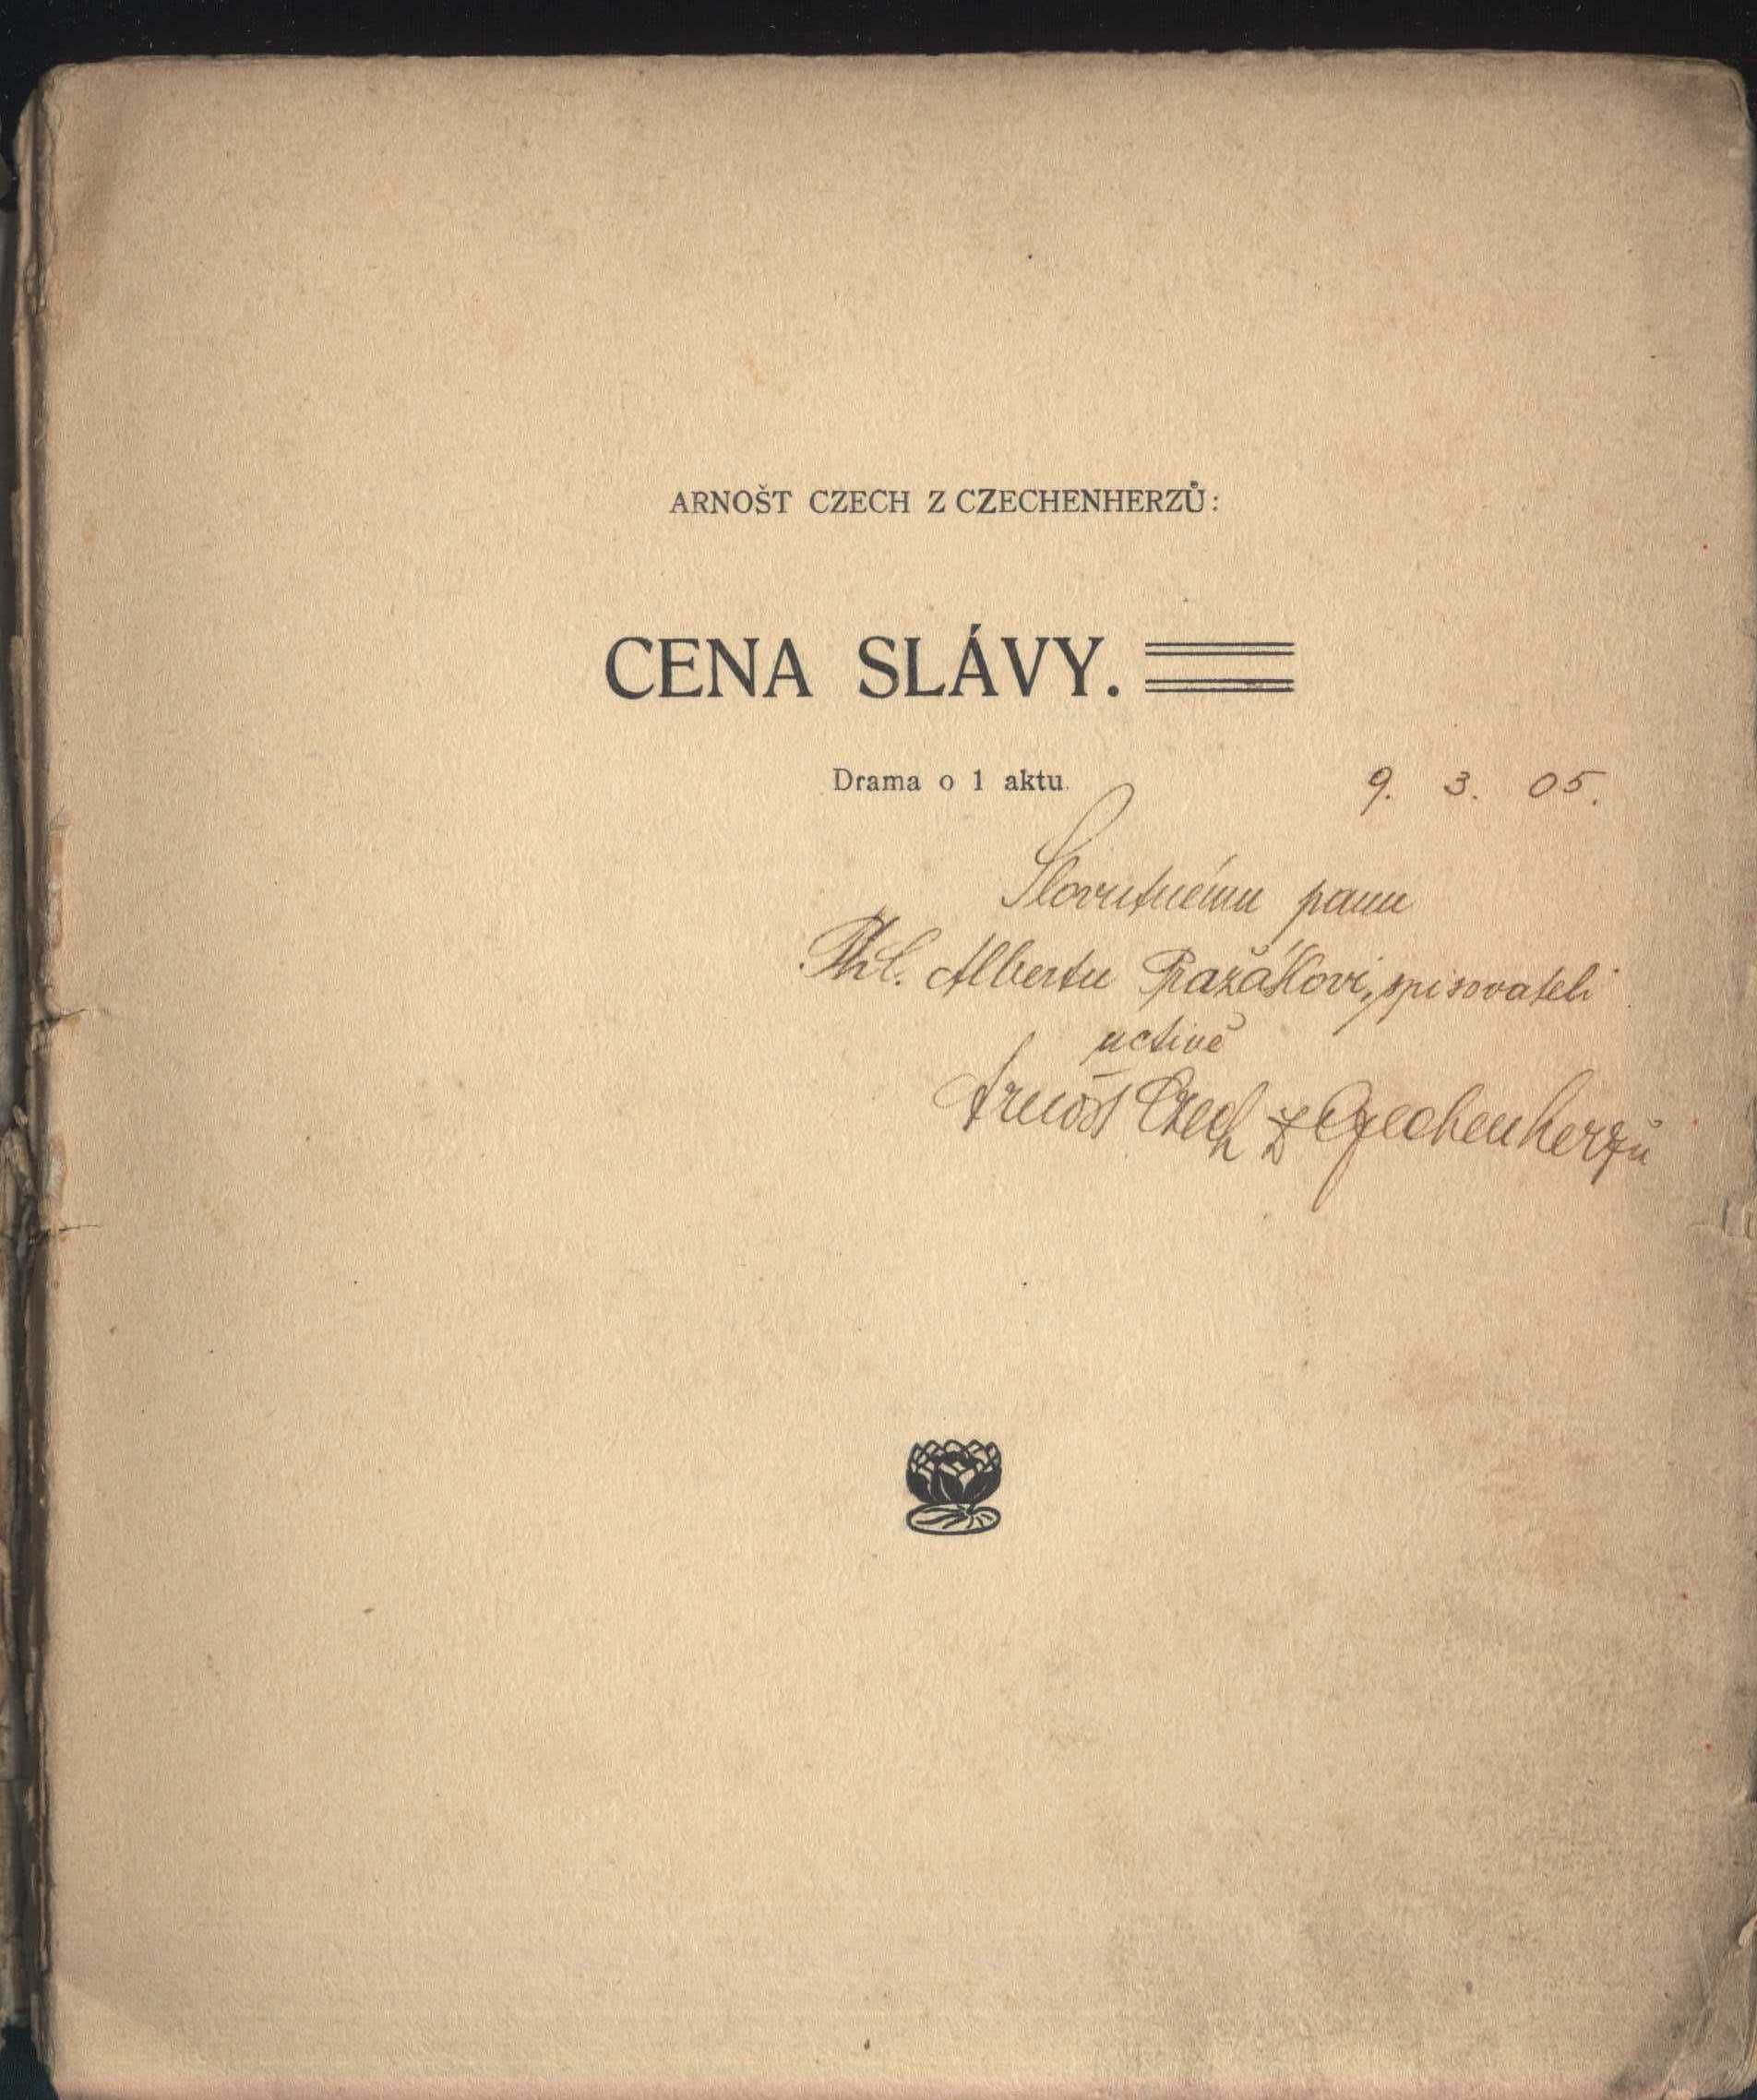 ARNOŠT CZECH Z CZECHENHERZŮ:
CENA SLÁVY.
Drama o 1 aktu.
9. 3. 05.
Slovutnému panu
Albertu Pražákovi, spisovateli
uctivě
Arnošt Czech z Czechenherzů